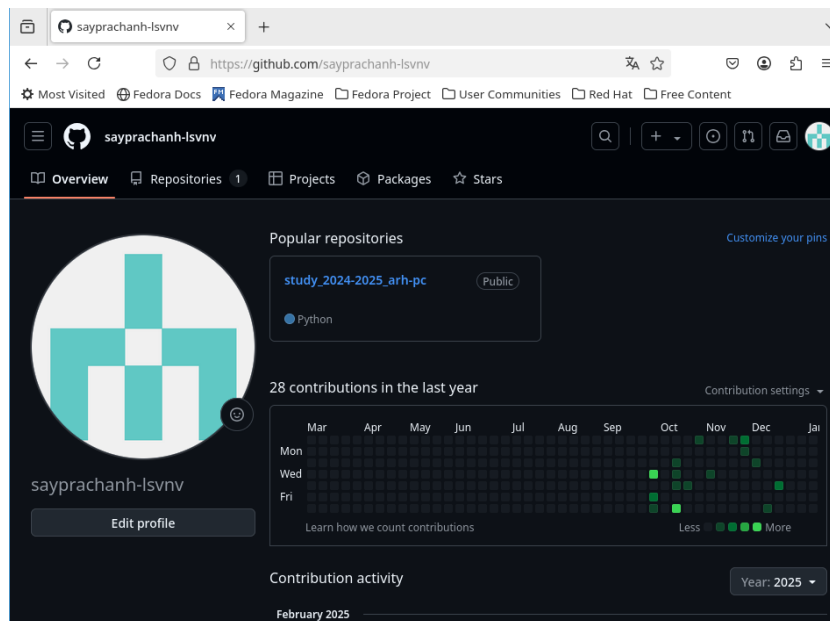 sayprachanh-lsvnv
https://github.com/sayprachanh-lsvnv
Most Visited Fedora Docs Fedora Magazine Fedora Project User Communities Red Hat Free Content
sayprachanh-lsvnv
Overview Repositories 1 Projects Packages Stars
Popular repositories Customize your pins
study_2024-2025_arh-pc Public
Python
28 contributions in the last year Contribution settings
Mar Apr May Jun Jul Aug Sep Oct Nov Dec Jan
Mon
Wed
Fri
Learn how we count contributions Less More
sayprachanh-lsvnv
Edit profile
Contribution activity Year: 2025
February 2025